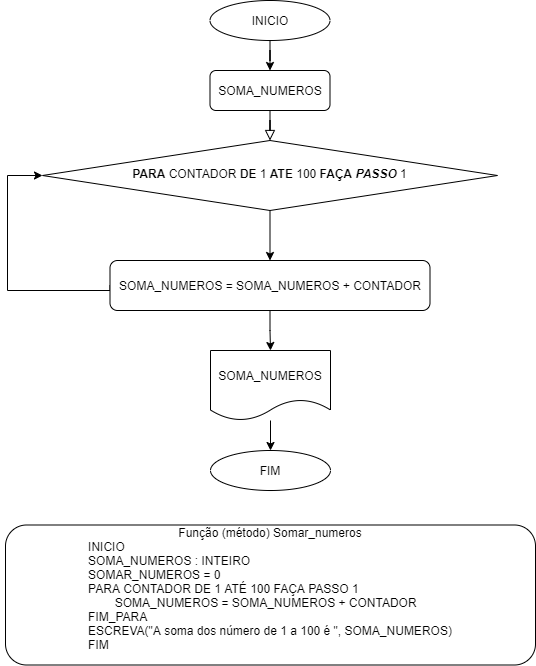 INICIO
SOMA_NUMEROS
PARA CONTADOR DE 1 ATE 100 FAÇA PASSO 1
SOMA_NUMEROS = SOMA_NUMEROS + CONTADOR
SOMA_NUMEROS
FIM
Função (método) Somar_numeros
INICIO
SOMA_NUMEROS : INTEIRO
SOMAR_NUMEROS = 0
PARA CONTADOR DE 1 ATÉ 100 FAÇA PASSO 1
SOMA_NUMEROS = SOMA_NUMEROS + CONTADOR
FIM_PARA
ESCREVA("A soma dos número de 1 a 100 é ", SOMA_NUMEROS)
FIM